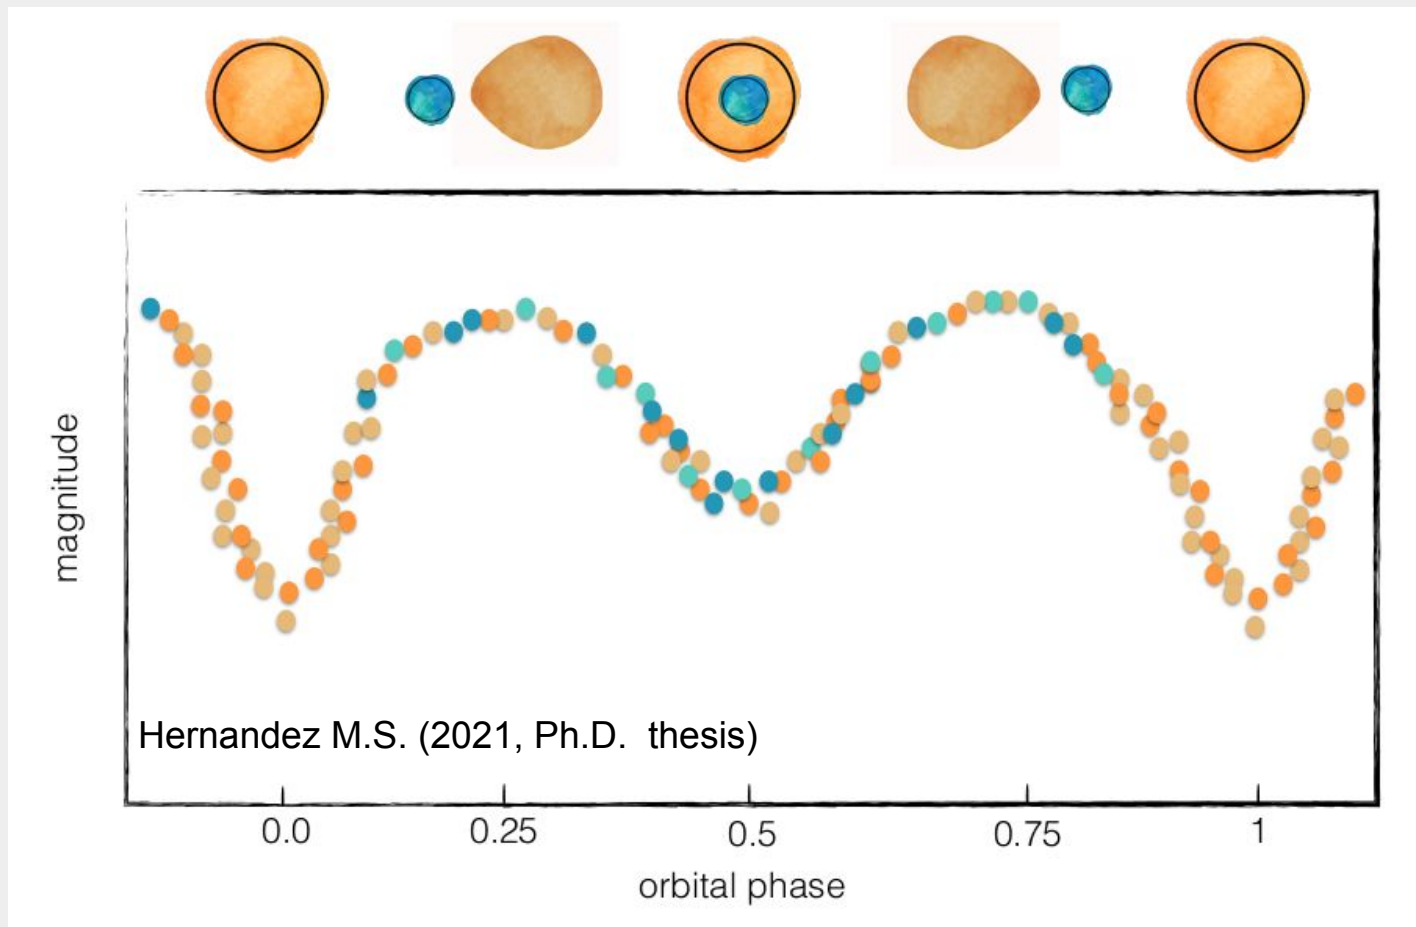 magnitude
Hernandez M.S. (2021, Ph.D. thesis)
0.0 0.25 0.5 0.75 1
orbital phase